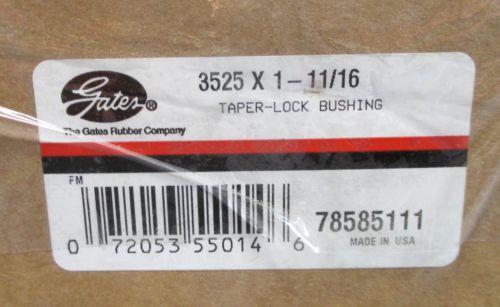 Gates®
The Gates Rubber Company
3525 X 1-11/16
TAPER-LOCK BUSHING
FM
0 72053 55014 6
78585111
MADE IN USA